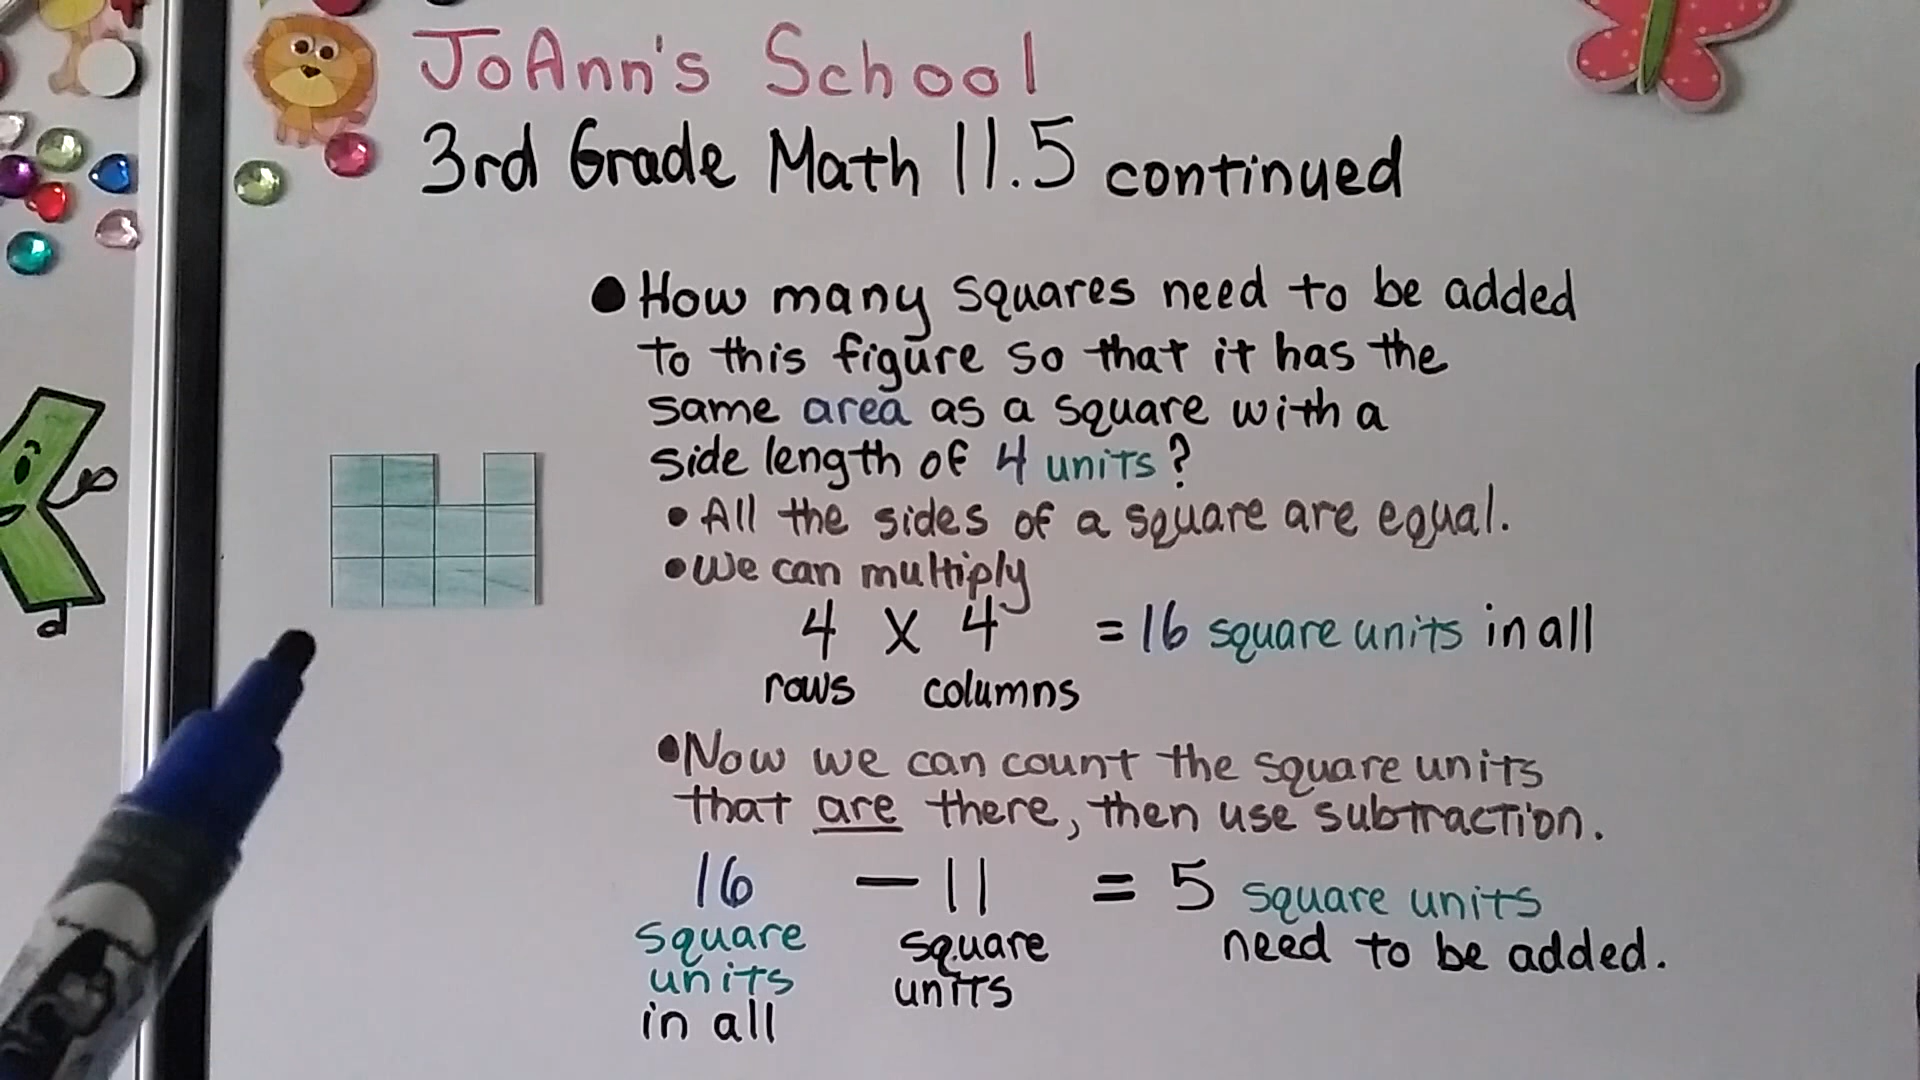 JoAnn's School
3rd Grade Math 11.5 continued
• How many squares need to be added
to this figure so that it has the
same area as a square with a
side length of 4 units?
• All the sides of a square are equal.
• We can multiply
4 x 4 = 16 square units in all
rows columns
• Now we can count the square units
that are there, then use subtraction.
16 - 11 = 5 square units
square square need to be added.
units units
in all